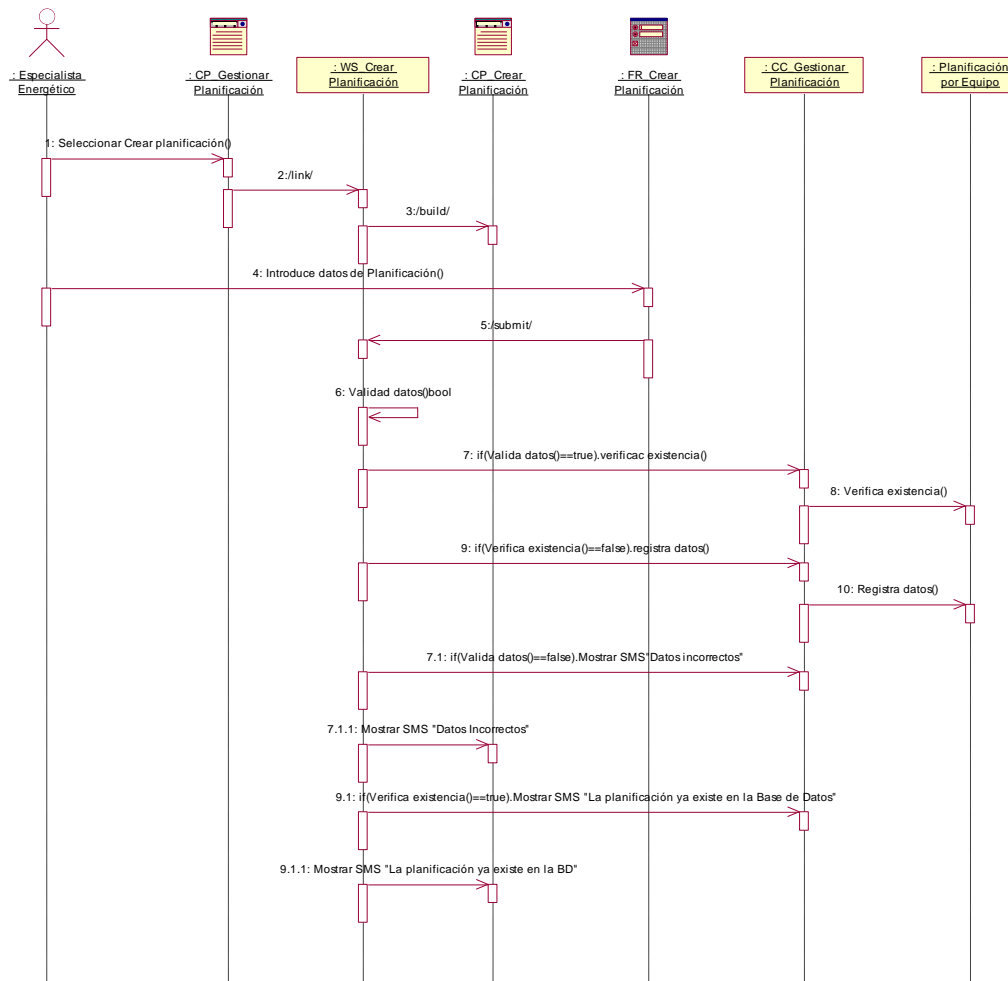 : Especialista
Energético
: CP_Gestionar
Planificación
: WS_Crear
Planificación
: CP_Crear
Planificación
: FR_Crear
Planificación
: CC_Gestionar
Planificación
: Planificación
por Equipo
1: Seleccionar Crear planificación()
2:/link/
3:/build/
4: Introduce datos de Planificación()
5:/submit/
6: Validad datos()bool
7: if(Valida datos()==true).verificac existencia()
8: Verifica existencia()
9: if(Verifica existencia()==false).registra datos()
10: Registra datos()
7.1: if(Valida datos()==false).Mostrar SMS"Datos incorrectos"
7.1.1: Mostrar SMS "Datos Incorrectos"
9.1: if(Verifica existencia()==true).Mostrar SMS "La planificación ya existe en la Base de Datos"
9.1.1: Mostrar SMS "La planificación ya existe en la BD"